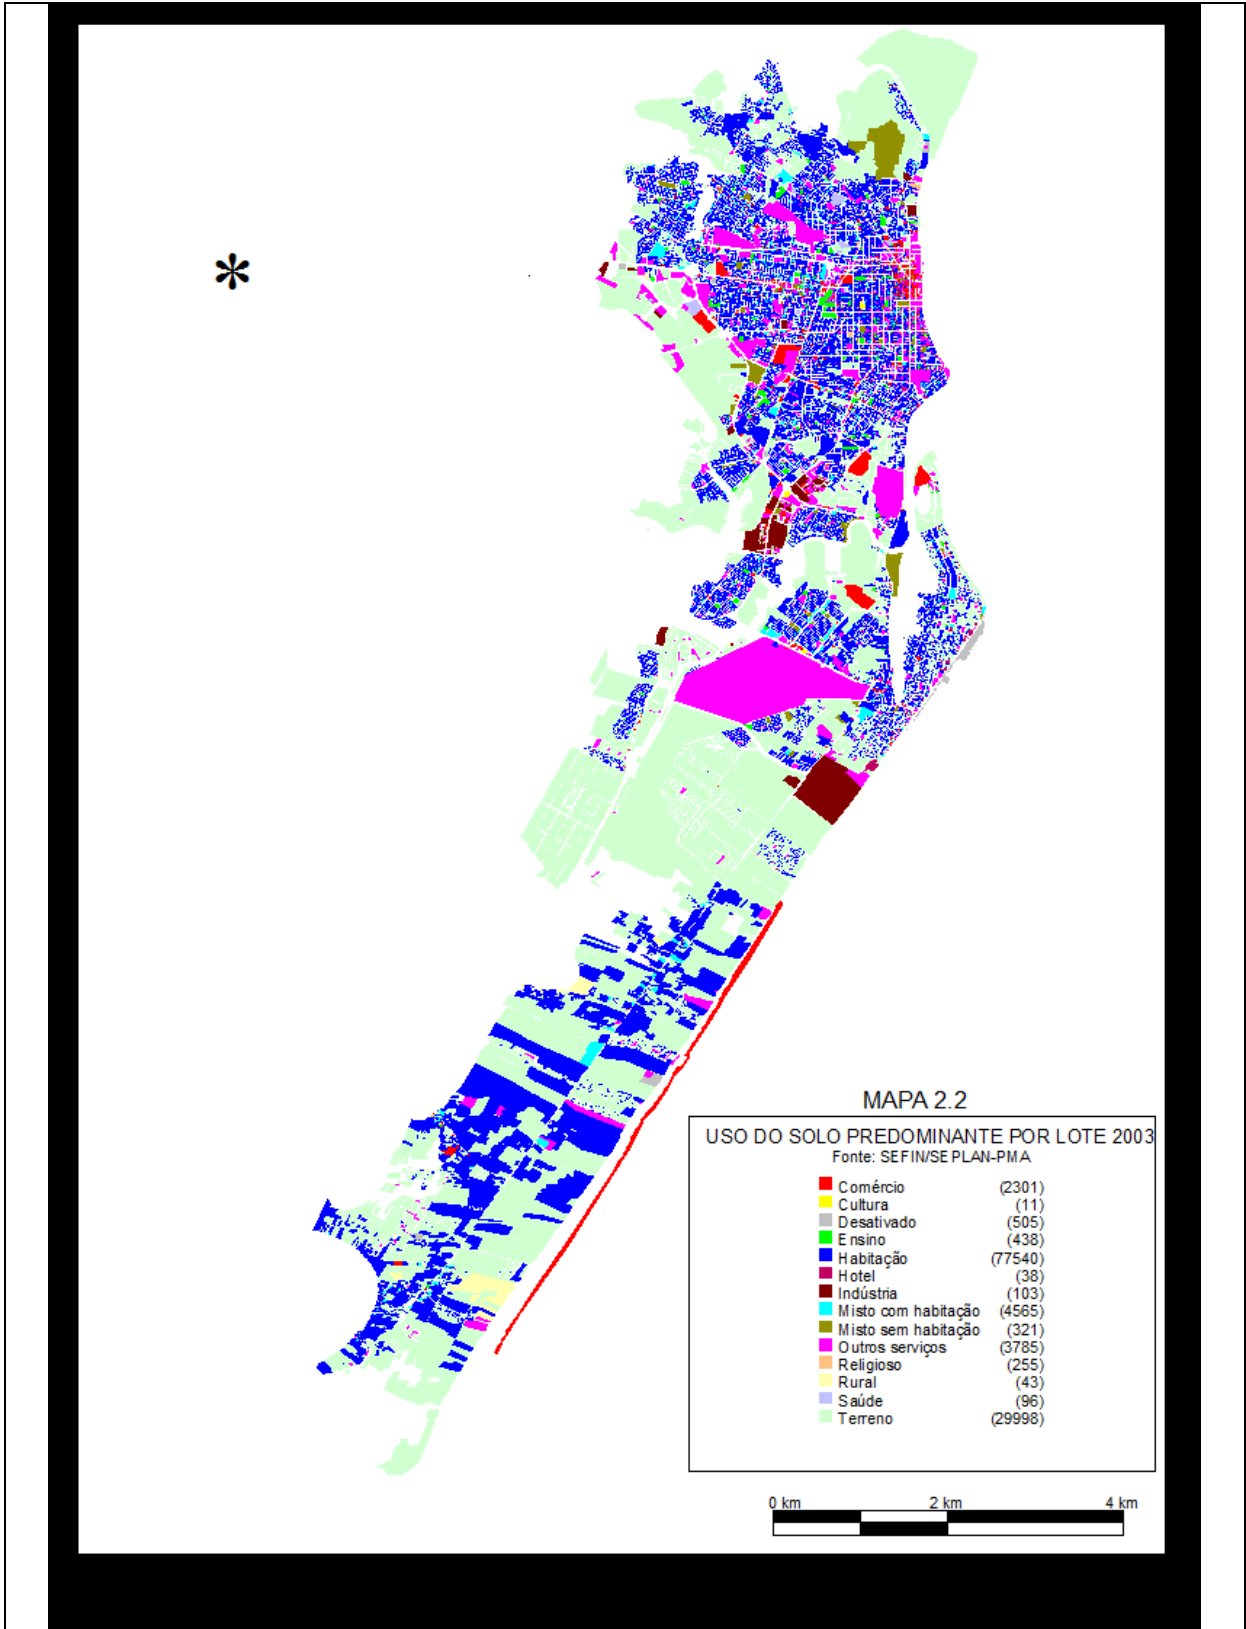 *
MAPA 2.2
USO DO SOLO PREDOMINANTE POR LOTE 2003
Fonte: SEFIN/SEPLAN-PMA
Comércio (2301)
Cultura (11)
Desativado (505)
Ensino (438)
Habitação (77540)
Hotel (38)
Indústria (103)
Misto com habitação (4565)
Misto sem habitação (321)
Outros serviços (3785)
Religioso (255)
Rural (43)
Saúde (96)
Terreno (29998)
0 km 2 km 4 km